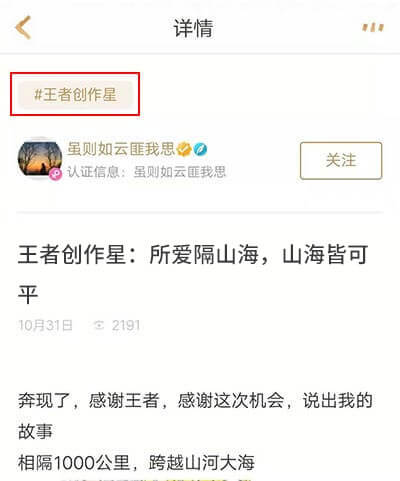 详情
#王者创作星
虽则如云匪我思
认证信息：虽则如云匪我思
关注
王者创作星：所爱隔山海，山海皆可
平
10月31日 2191
奔现了，感谢王者，感谢这次机会，说出我的
故事
相隔1000公里，跨越山河大海